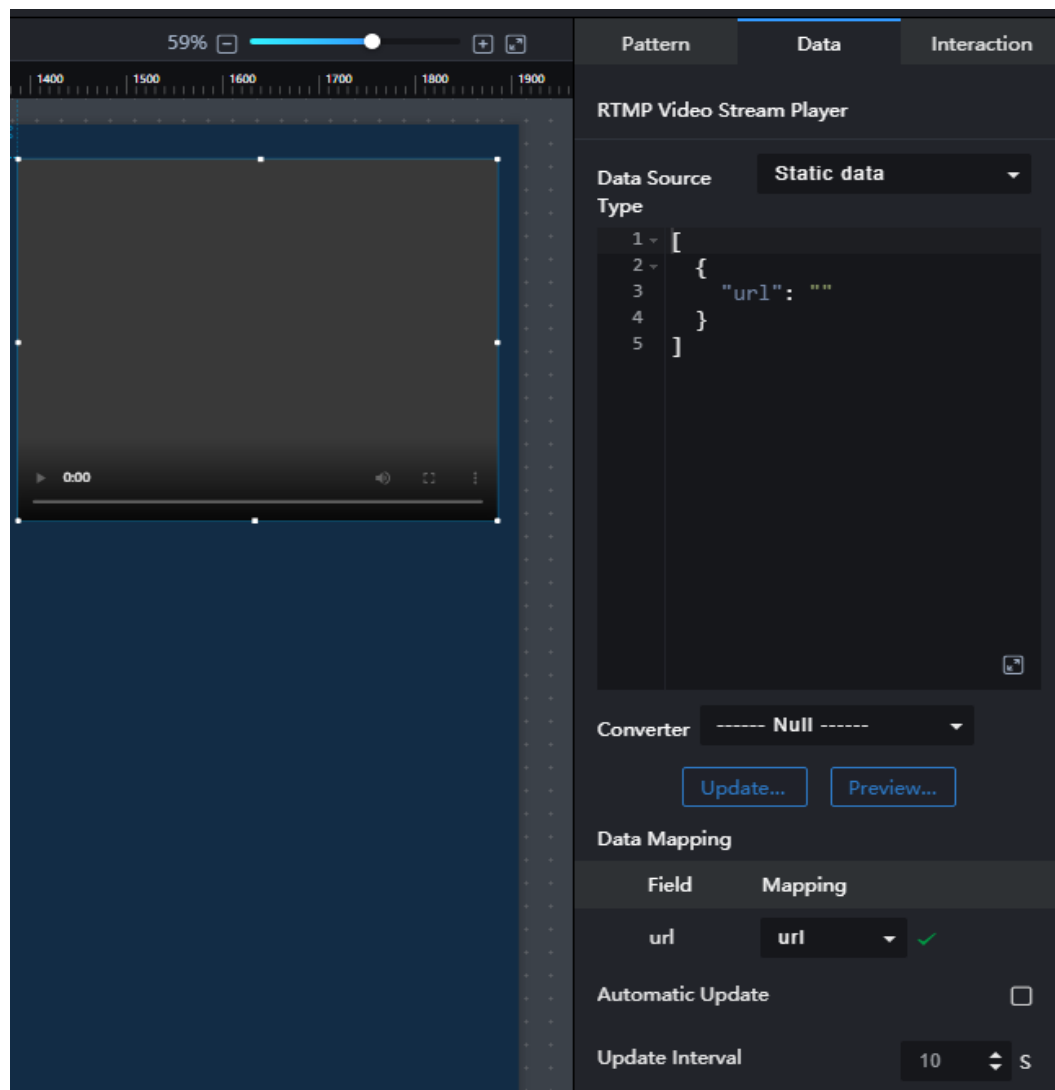 59%
1400 1500 1600 1700 1800 1900
0:00
Pattern Data Interaction
RTMP Video Stream Player
Data Source Static data
Type
1 [
2 {
3 "url": ""
4 }
5 ]
Converter ------ Null ------
Update... Preview...
Data Mapping
Field Mapping
url url
Automatic Update
Update Interval 10 S